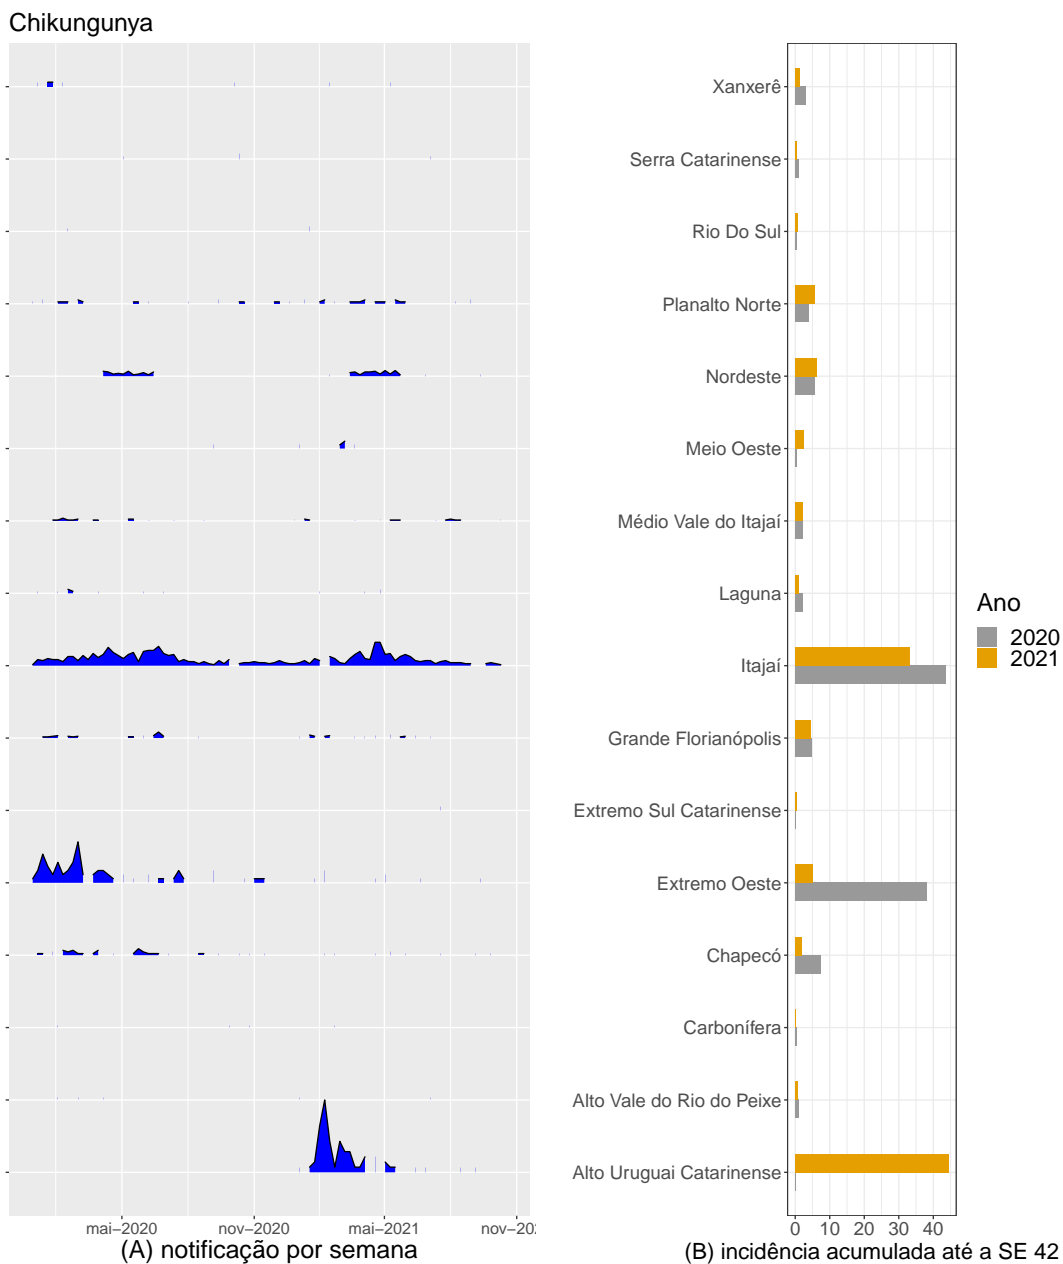 Chikungunya
Xanxerê
Serra Catarinense
Rio Do Sul
Planalto Norte
Nordeste
Meio Oeste
Médio Vale do Itajaí
Laguna
Itajaí
Grande Florianópolis
Extremo Sul Catarinense
Extremo Oeste
Chapecó
Carbonífera
Alto Vale do Rio do Peixe
Alto Uruguai Catarinense
Ano
2020
2021
mai–2020 nov–2020 mai–2021 nov–20
(A) notificação por semana
0 10 20 30 40
(B) incidência acumulada até a SE 42